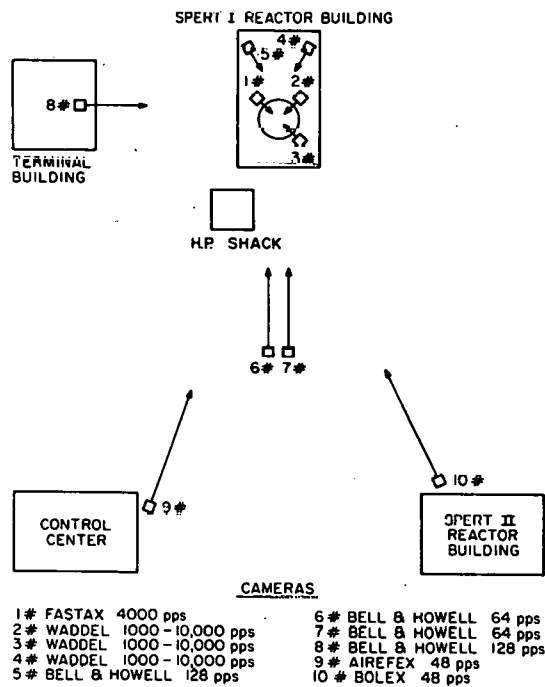 SPERT I REACTOR BUILDING
4#
5#
1# 2#
8#
3#
TERMINAL
BUILDING
H.P. SHACK
6# 7#
10#
9#
CONTROL
CENTER
SPERT II
REACTOR
BUILDING
CAMERAS
1# FASTAX 4000 pps
2# WADDEL 1000-10,000 pps
3# WADDEL 1000-10,000 pps
4# WADDEL 1000-10,000 pps
5# BELL & HOWELL 128 pps
6# BELL & HOWELL 64 pps
7# BELL & HOWELL 64 pps
8# BELL & HOWELL 128 pps
9# AIREFEX 48 pps
10# BOLEX 48 pps